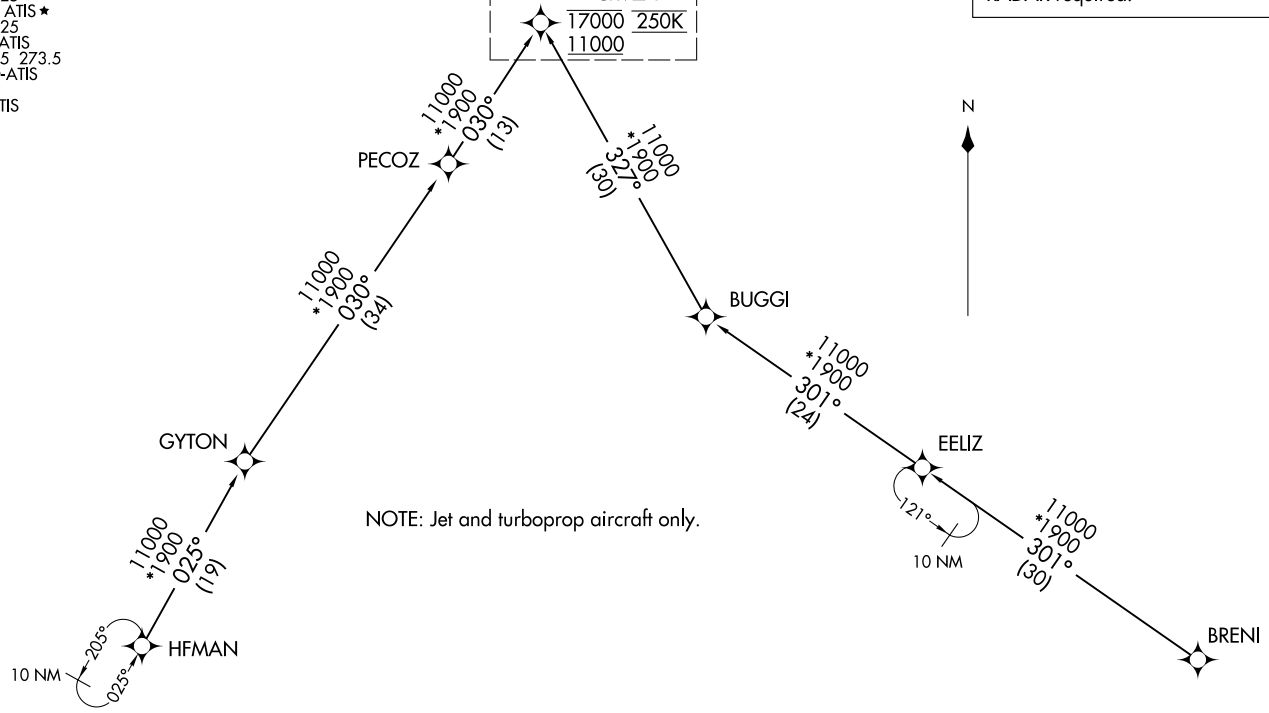 ATIS★
25
ATIS
5 273.5
-ATIS
TIS
17000 250K
11000
RADAR required.
N
11000
*1900
030°
(13)
PECOZ
11000
*1900
327°
(30)
11000
*1900
030°
(34)
BUGGI
11000
*1900
301°
(24)
GYTON
EELIZ
121°
10 NM
NOTE: Jet and turboprop aircraft only.
11000
*1900
025°
(19)
11000
*1900
301°
(30)
HFMAN
205°
025°
10 NM
BRENI